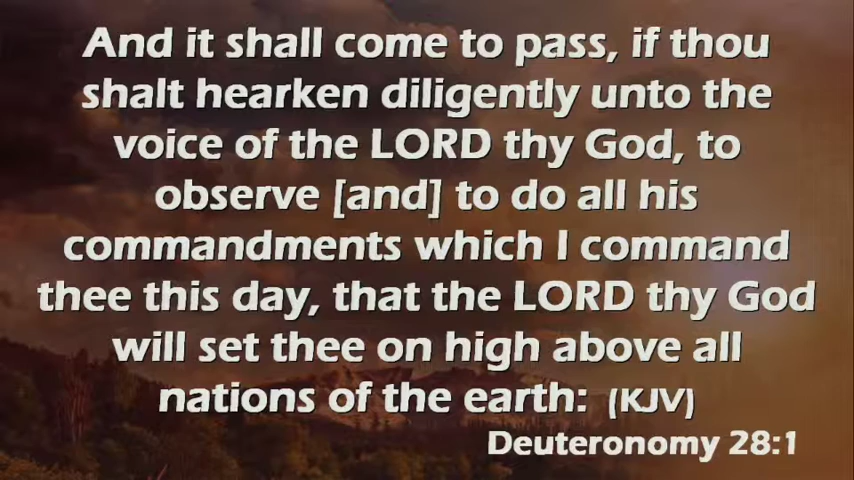 And it shall come to pass, if thou
shalt hearken diligently unto the
voice of the LORD thy God, to
observe [and] to do all his
commandments which I command
thee this day, that the LORD thy God
will set thee on high above all
nations of the earth: (KJV)
Deuteronomy 28:1